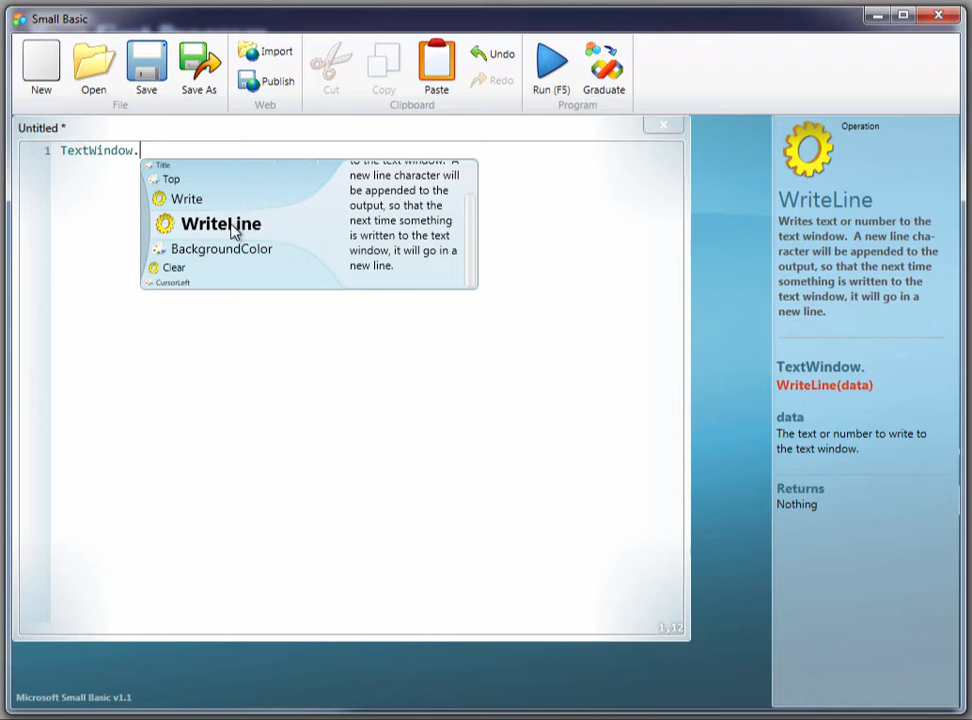 Small Basic
New
Open
Save
Save As
File
Import
Publish
Web
Cut
Copy
Paste
Clipboard
Undo
Redo
Run (F5)
Graduate
Program
Untitled *
x
1 TextWindow.
Title
Top
Write
WriteLine
BackgroundColor
Clear
CursorLeft
to the text window. A
new line character will
be appended to the
output, so that the
next time something
is written to the text
window, it will go in a
new line.
1,12
Operation
WriteLine
Writes text or number to the
text window. A new line cha-
racter will be appended to the
output, so that the next time
something is written to the
text window, it will go in a
new line.
TextWindow.
WriteLine(data)
data
The text or number to write to
the text window.
Returns
Nothing
Microsoft Small Basic v1.1